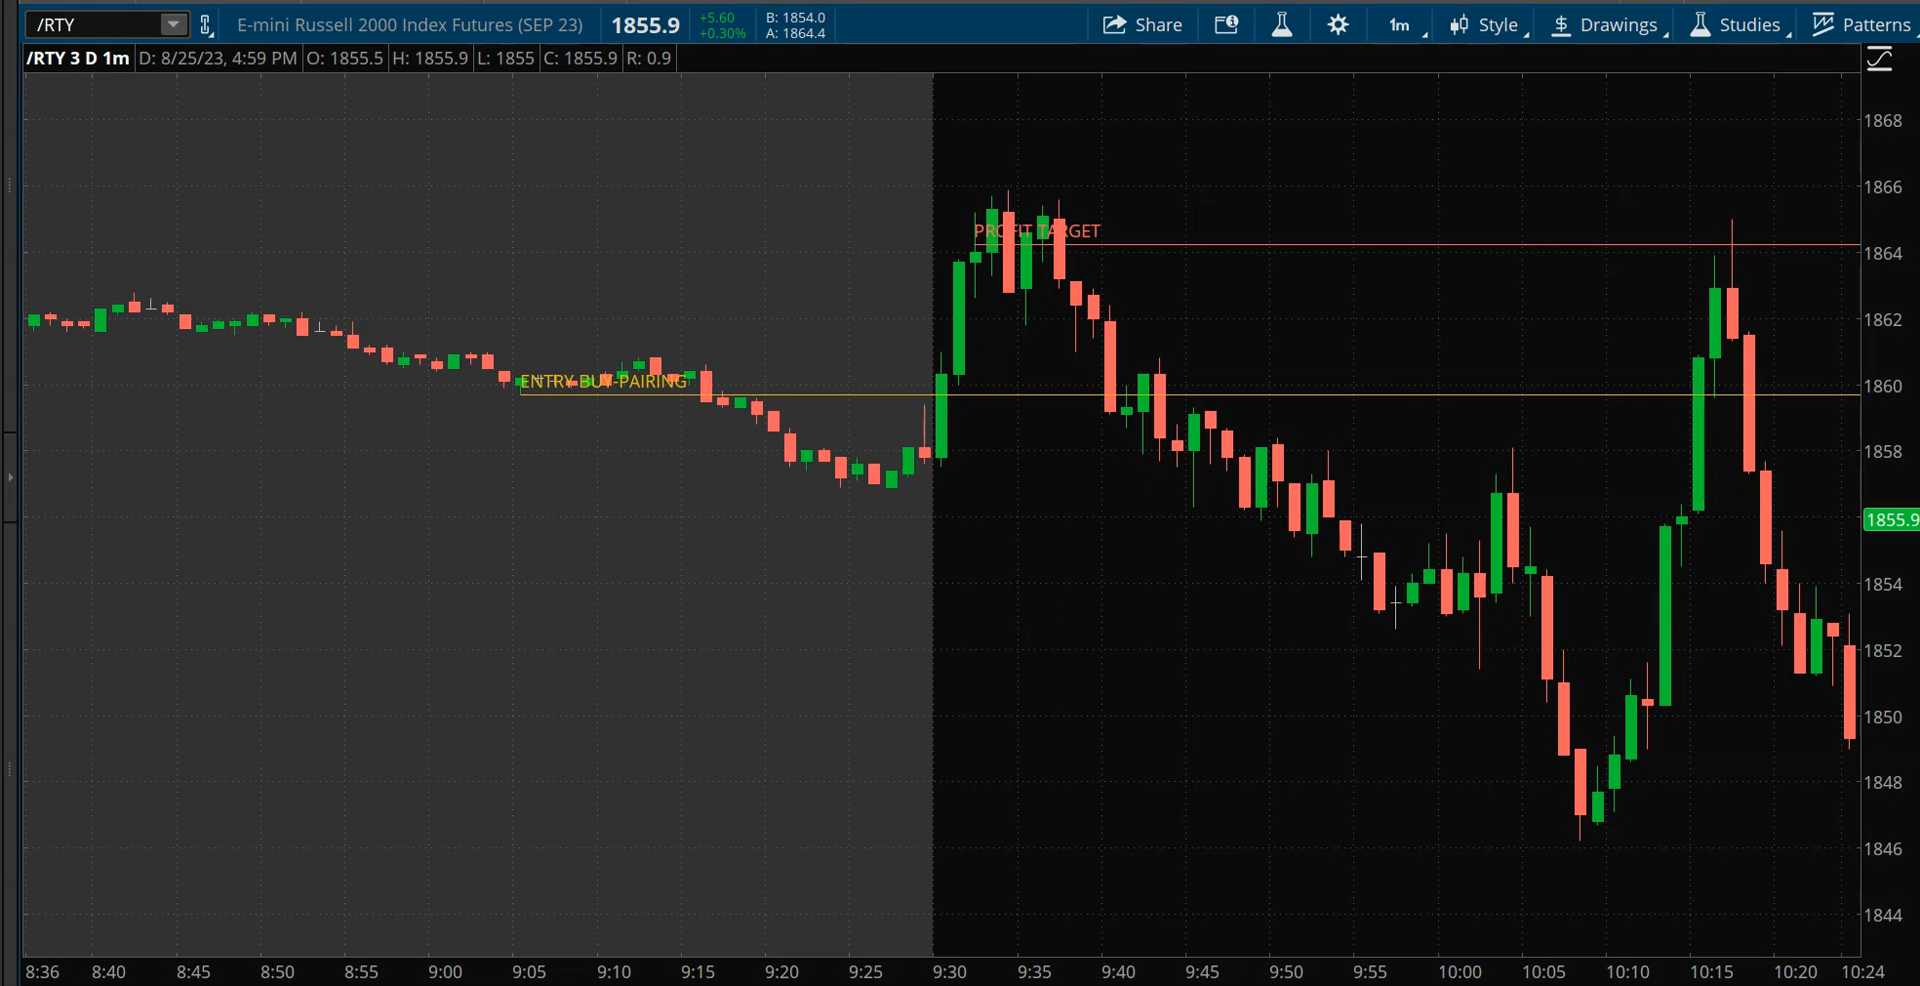 /RTY E-mini Russell 2000 Index Futures (SEP 23) 1855.9 +5.60 B: 1854.0 Share 1m Style Drawings Studies Patterns
+0.30% A: 1864.4
/RTY 3 D 1m D: 8/25/23, 4:59 PM O: 1855.5 H: 1855.9 L: 1855 C: 1855.9 R: 0.9
1868
1866
PROFIT TARGET
1864
1862
ENTRY BUY-PAIRING
1860
1858
1855.9
1854
1852
1850
1848
1846
1844
8:36 8:40 8:45 8:50 8:55 9:00 9:05 9:10 9:15 9:20 9:25 9:30 9:35 9:40 9:45 9:50 9:55 10:00 10:05 10:10 10:15 10:20 10:24